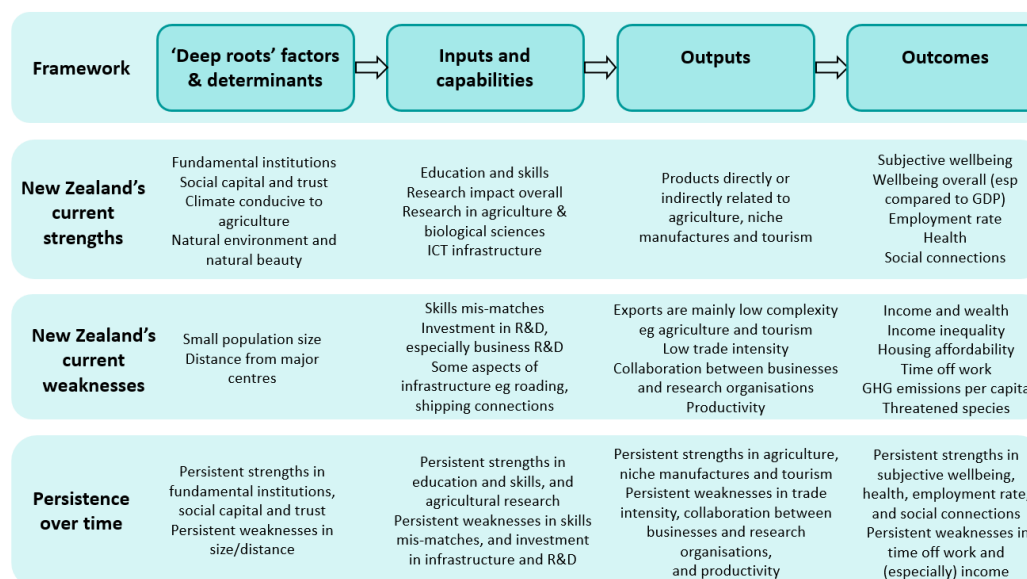 Framework
‘Deep roots’ factors
& determinants
Inputs and
capabilities
Outputs
Outcomes
New Zealand’s
current
strengths
Fundamental institutions
Social capital and trust
Climate conducive to
agriculture
Natural environment and
natural beauty
Education and skills
Research impact overall
Research in agriculture &
biological sciences
ICT infrastructure
Products directly or
indirectly related to
agriculture, niche
manufactures and tourism
Subjective wellbeing
Wellbeing overall (esp
compared to GDP)
Employment rate
Health
Social connections
New Zealand’s
current
weaknesses
Small population size
Distance from major
centres
Skills mis-matches
Investment in R&D,
especially business R&D
Some aspects of
infrastructure eg roading,
shipping connections
Exports are mainly low complexity
eg agriculture and tourism
Low trade intensity
Collaboration between businesses
and research organisations
Productivity
Income and wealth
Income inequality
Housing affordability
Time off work
GHG emissions per capita
Threatened species
Persistence
over time
Persistent strengths in
fundamental institutions,
social capital and trust
Persistent weaknesses in
size/distance
Persistent strengths in
education and skills, and
agricultural research
Persistent weaknesses in skills
mis-matches, and investment
in infrastructure and R&D
Persistent strengths in agriculture,
niche manufactures and tourism
Persistent weaknesses in trade
intensity, collaboration between
businesses and research
organisations,
and productivity
Persistent strengths in
subjective wellbeing,
health, employment rate,
and social connections
Persistent weaknesses in
time off work and
(especially) income